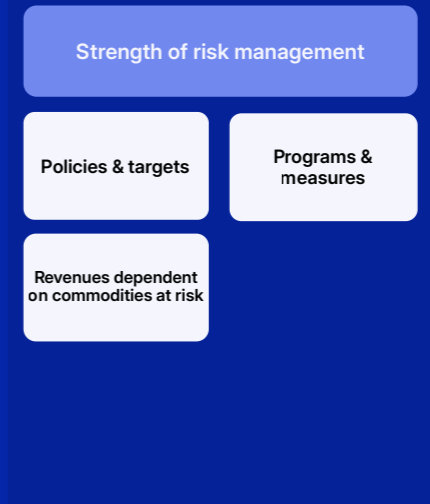 Strength of risk management
Policies & targets
Programs &
measures
Revenues dependent
on commodities at risk